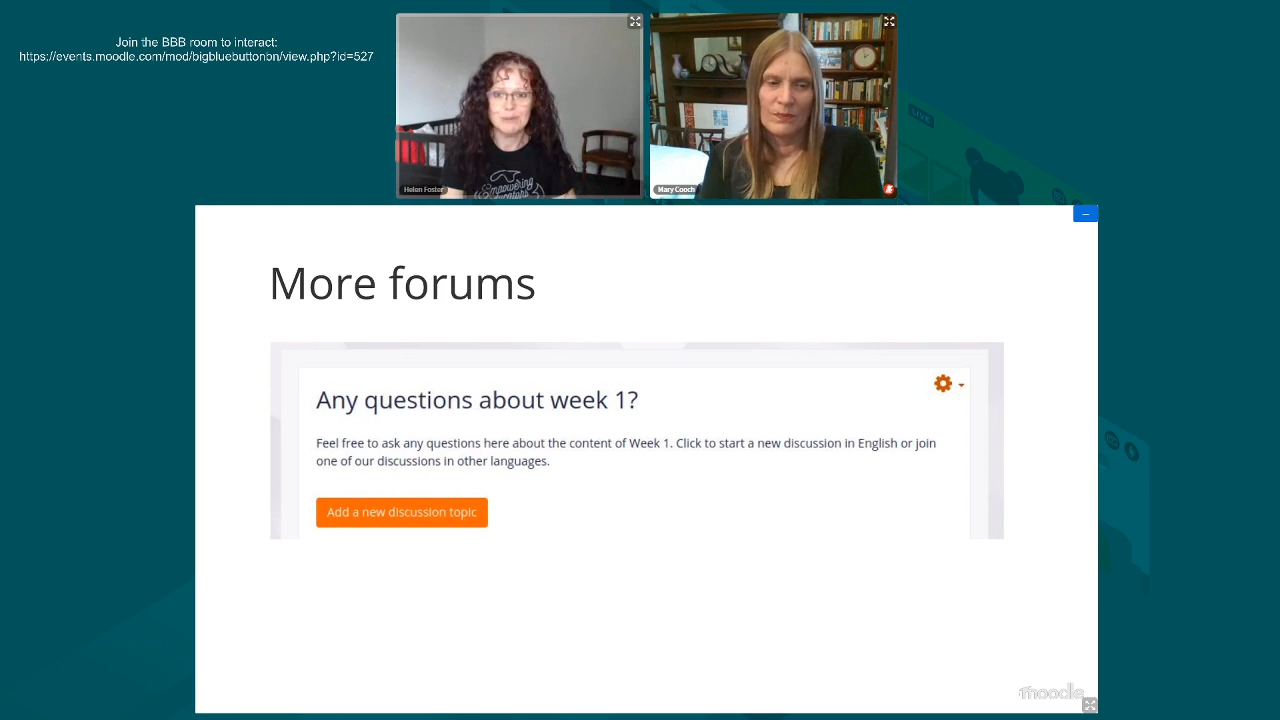 Join the BBB room to interact:
https://events.moodle.com/mod/bigbluebuttonbn/view.php?id=527
LIVE
Helen Foster
Empowering
Mary Cooch
More forums
Any questions about week 1?
Feel free to ask any questions here about the content of Week 1. Click to start a new discussion in English or join
one of our discussions in other languages.
Add a new discussion topic
moodle